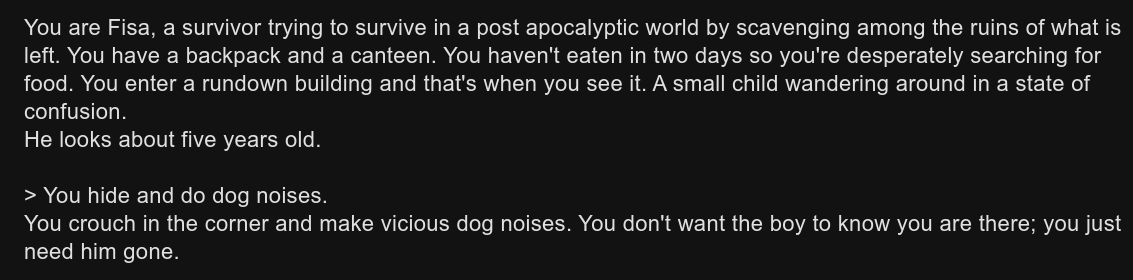 You are Fisa, a survivor trying to survive in a post apocalyptic world by scavenging among the ruins of what is
left. You have a backpack and a canteen. You haven't eaten in two days so you're desperately searching for
food. You enter a rundown building and that's when you see it. A small child wandering around in a state of
confusion.
He looks about five years old.
> You hide and do dog noises.
You crouch in the corner and make vicious dog noises. You don't want the boy to know you are there; you just
need him gone.